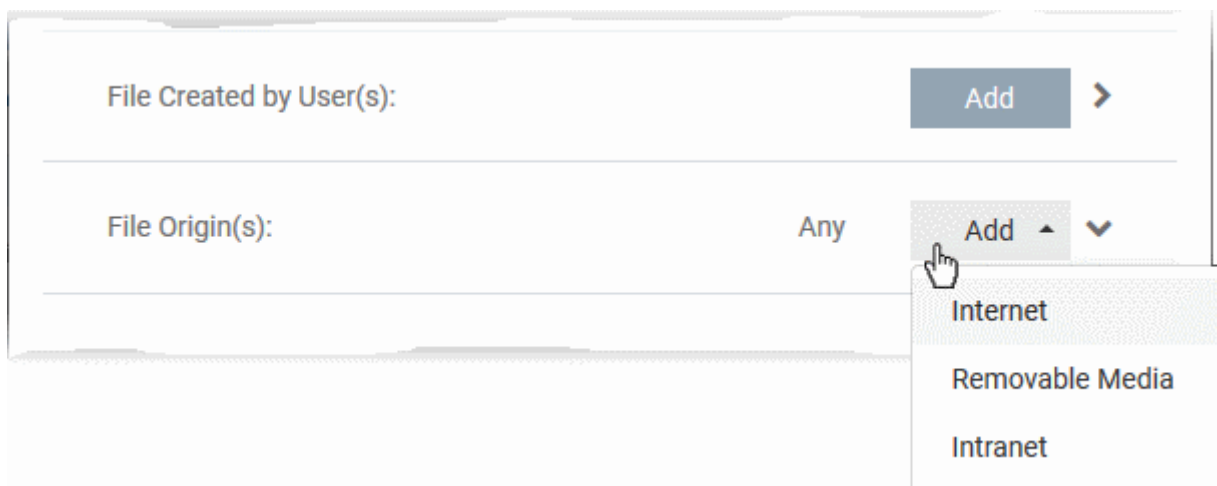 File Created by User(s): Add
File Origin(s): Any Add
Internet
Removable Media
Intranet